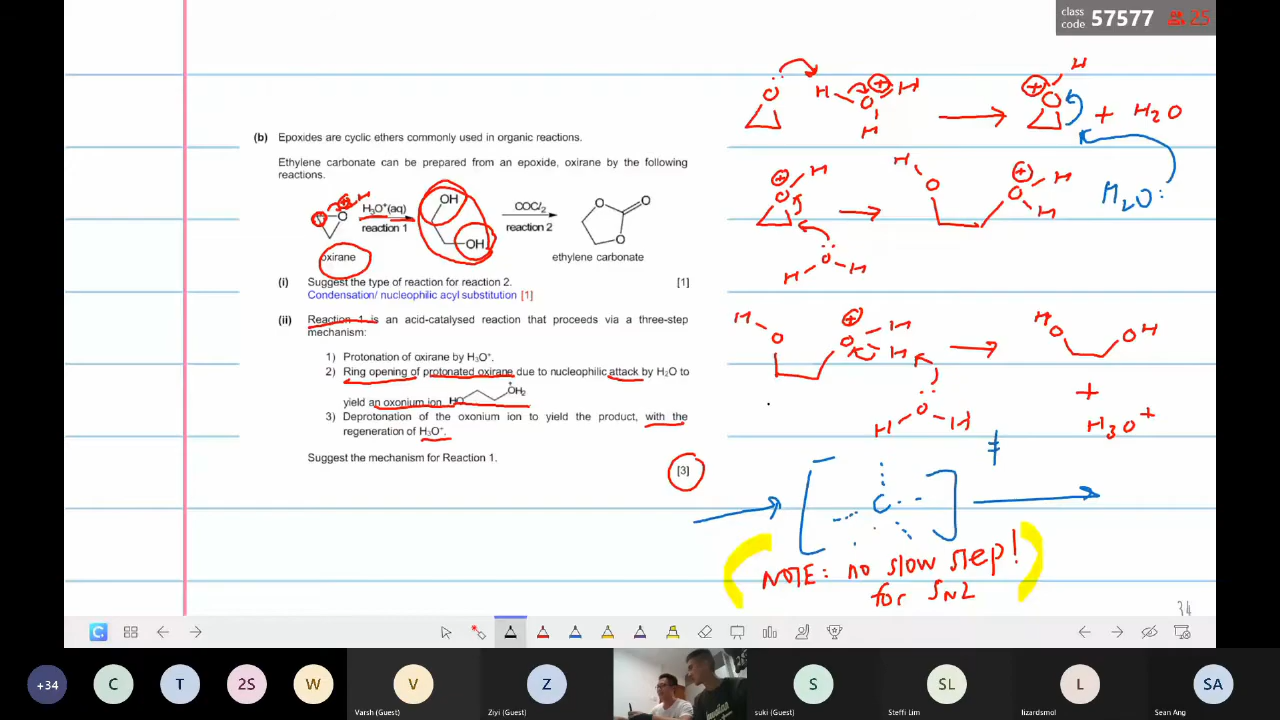 class
code 57577 25
(b) Epoxides are cyclic ethers commonly used in organic reactions.
Ethylene carbonate can be prepared from an epoxide, oxirane by the following
reactions.
O
H
O
H₃O⁺(aq)
reaction 1
oxirane
OH
OH
COCl₂
reaction 2
O
O
O
ethylene carbonate
(i) Suggest the type of reaction for reaction 2. [1]
Condensation/ nucleophilic acyl substitution [1]
(ii) Reaction 1 is an acid-catalysed reaction that proceeds via a three-step
mechanism:
1) Protonation of oxirane by H₃O⁺.
2) Ring opening of protonated oxirane due to nucleophilic attack by H₂O to
yield an oxonium ion HO OH₂ +
3) Deprotonation of the oxonium ion to yield the product, with the
regeneration of H₃O⁺.
Suggest the mechanism for Reaction 1.
[3]
O H O H H + → + O H + H₂O
H₂O:
+ O H → H O + O H H
H O H
H O + O H H → HO OH
+
H₃O⁺
H O H
C ‡
NOTE: no slow step!
for SN2
34
+34
C
T
2S
W
V
Varsh (Guest)
Z
Ziyi (Guest)
S
suki (Guest)
SL
Steffi Lim
L
lizardsmol
SA
Sean Ang